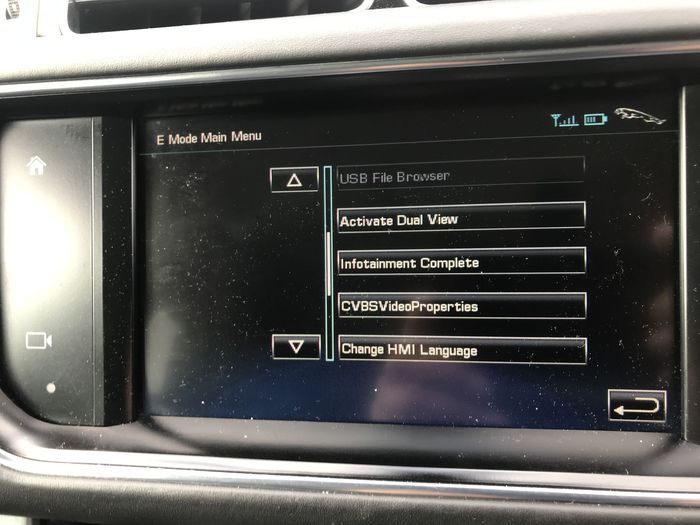 E Mode Main Menu
USB File Browser
Activate Dual View
Infotainment Complete
CVBSVideoProperties
Change HMI Language